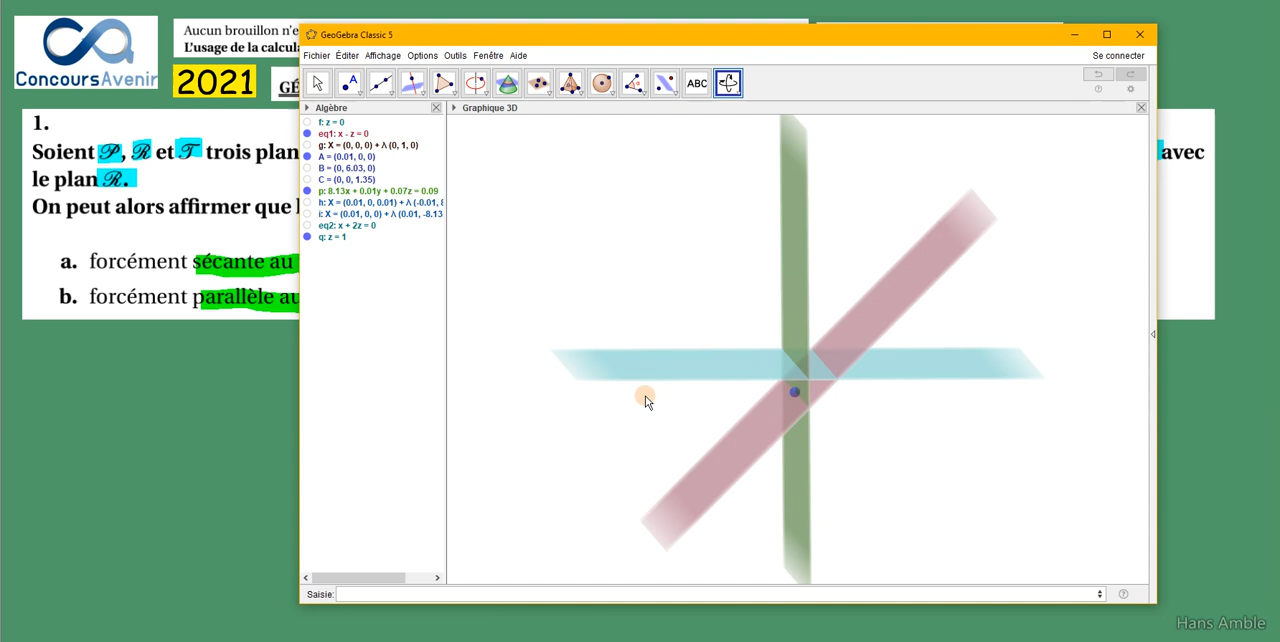 ConcoursAvenir
Aucun brouillon n'e
L'usage de la calcula
2021
GÉ
1.
Soient 𝒫, ℛ et 𝒯 trois plan
avec
le plan ℛ.
On peut alors affirmer que l
a. forcément sécante au
b. forcément parallèle au
GeoGebra Classic 5
Fichier Éditer Affichage Options Outils Fenêtre Aide
Se connecter
ABC
Algèbre
Graphique 3D
f: z = 0
eq1: x - z = 0
g: X = (0, 0, 0) + λ (0, 1, 0)
A = (0.01, 0, 0)
B = (0, 6.03, 0)
C = (0, 0, 1.35)
p: 8.13x + 0.01y + 0.07z = 0.09
h: X = (0.01, 0, 0.01) + λ (-0.01, 8
i: X = (0.01, 0, 0) + λ (0.01, -8.13
eq2: x + 2z = 0
q: z = 1
Saisie:
Hans Amble